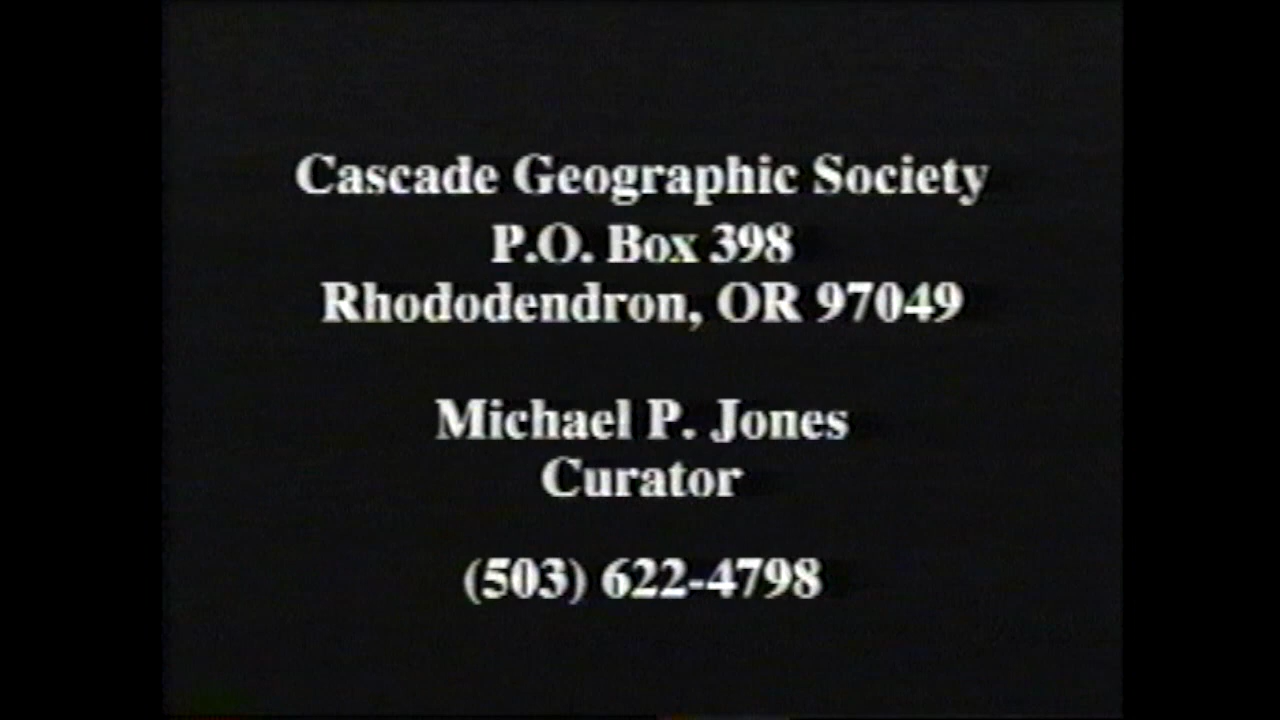 Cascade Geographic Society
P.O. Box 398
Rhododendron, OR 97049
Michael P. Jones
Curator
(503) 622-4798